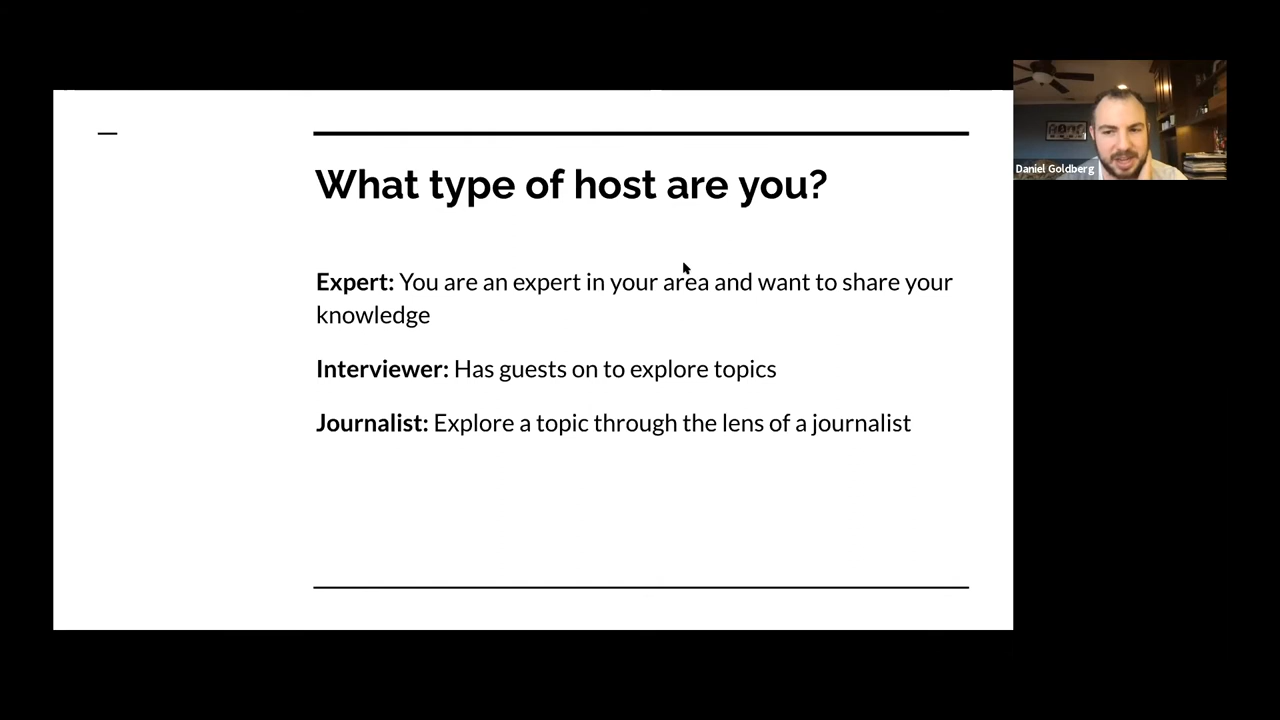 What type of host are you?
Expert: You are an expert in your area and want to share your
knowledge
Interviewer: Has guests on to explore topics
Journalist: Explore a topic through the lens of a journalist
Daniel Goldberg